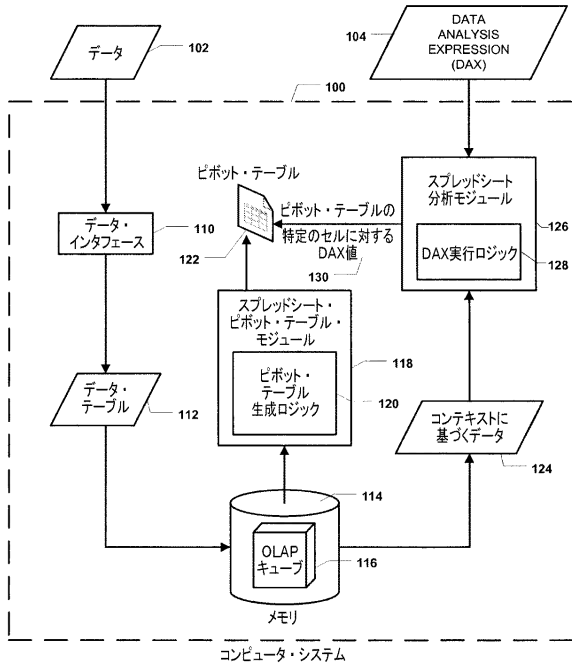 データ
102
104
DATA
ANALYSIS
EXPRESSION
(DAX)
100
ピボット・テーブル
122
ピボット・テーブルの
特定のセルに対する
DAX値
130
スプレッドシート
分析モジュール
126
DAX実行ロジック
128
データ・
インタフェース
110
スプレッドシート・
ピボット・テーブル・
モジュール
118
ピボット・
テーブル
生成ロジック
120
データ・
テーブル
112
コンテキストに
基づくデータ
124
114
OLAP
キューブ
116
メモリ
コンピュータ・システム